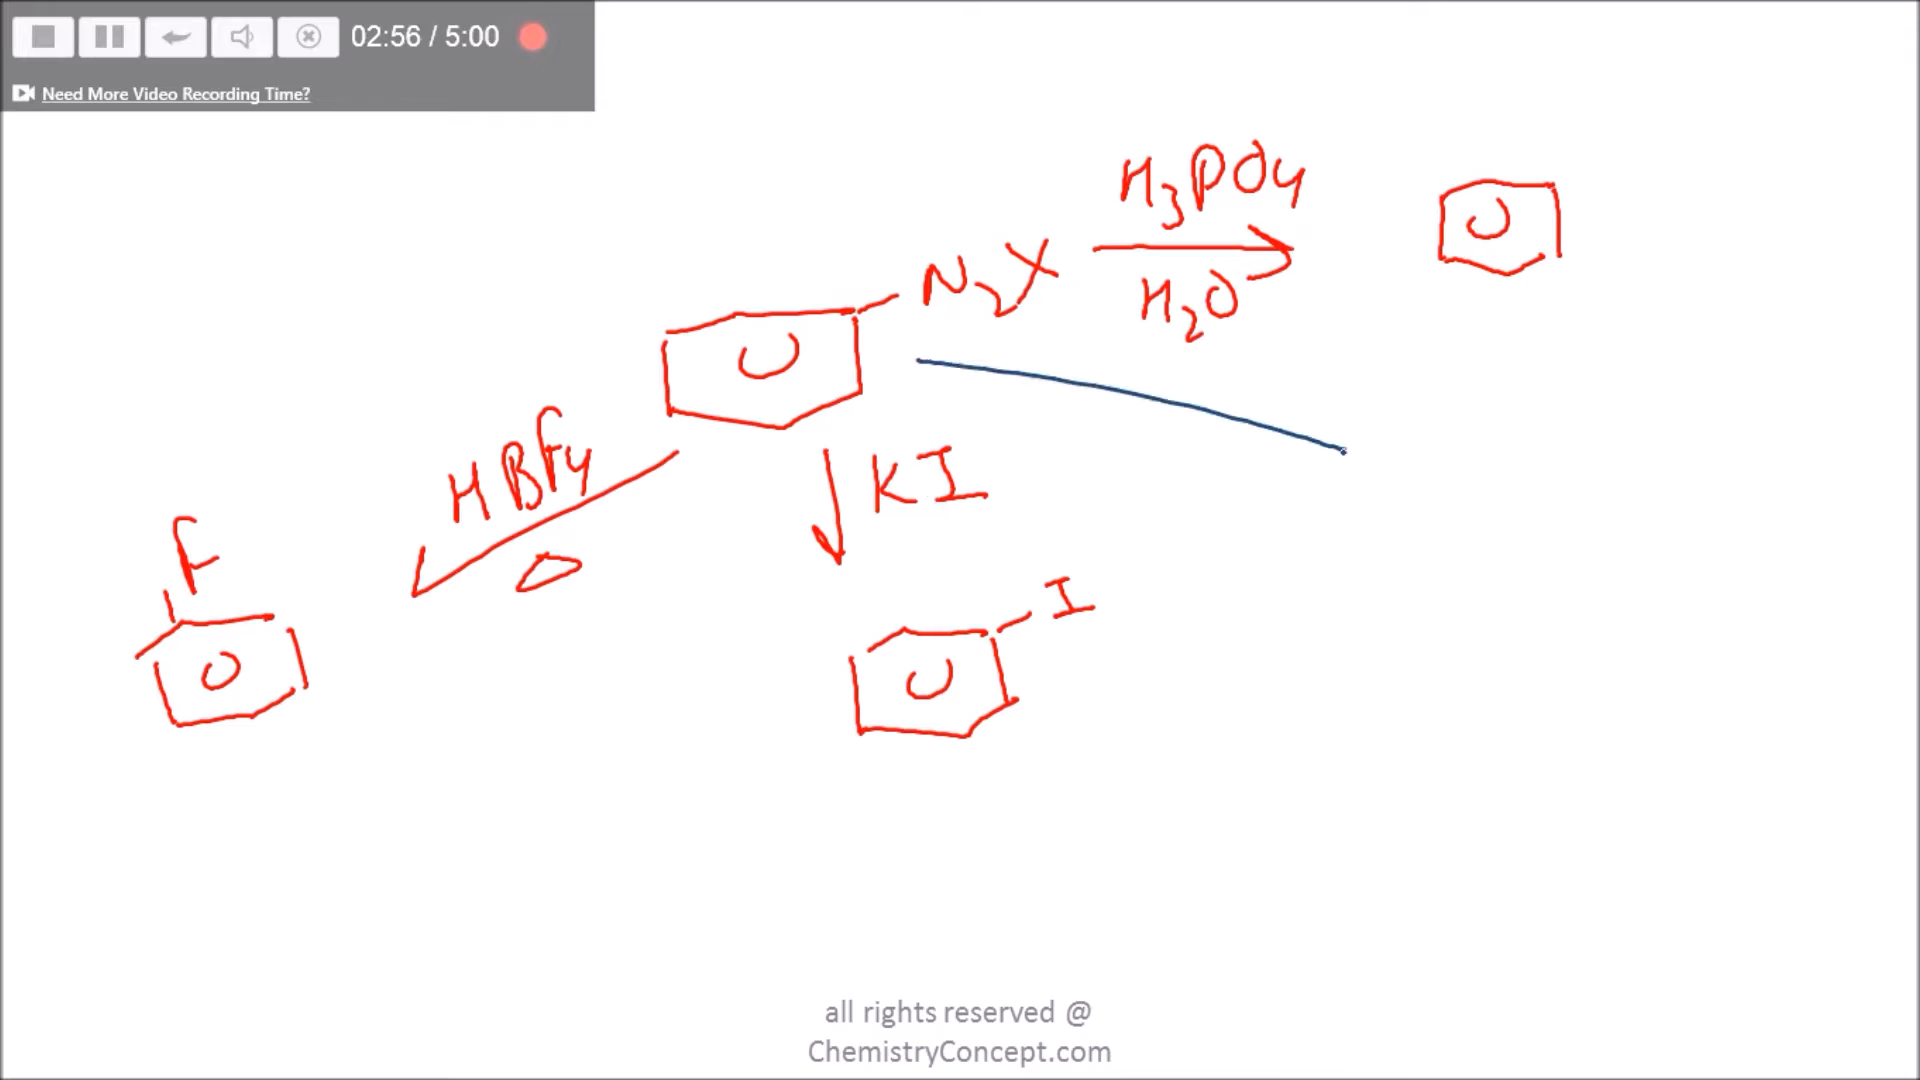 02:56 / 5:00
Need More Video Recording Time?
H3PO4
N2X
H2O
HBF4
KI
F
I
all rights reserved @
ChemistryConcept.com